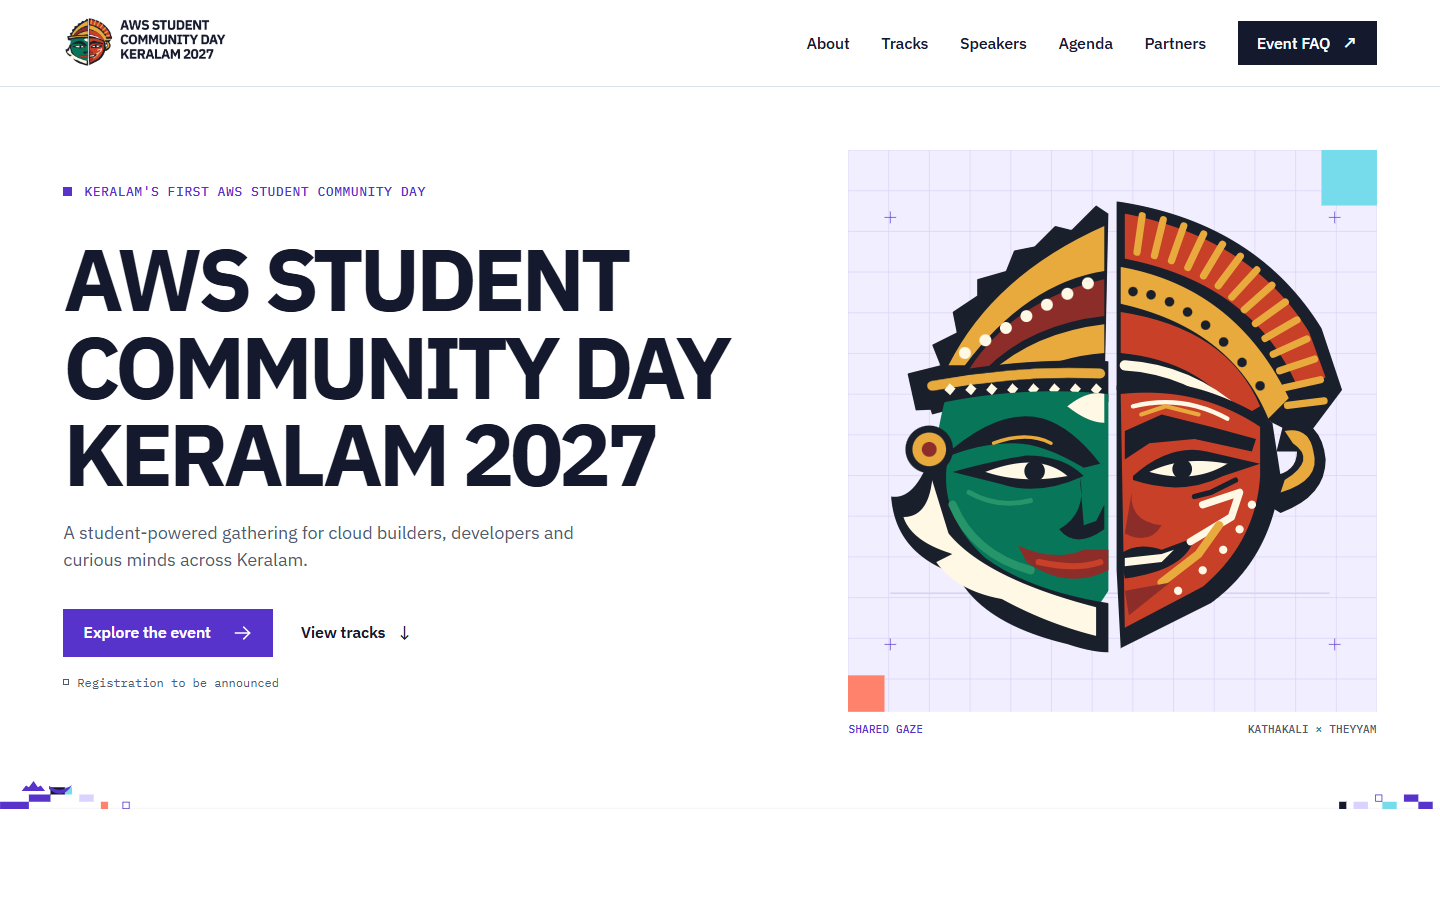 AWS STUDENT
COMMUNITY DAY
KERALAM 2027
About
Tracks
Speakers
Agenda
Partners
Event FAQ ↗
KERALAM'S FIRST AWS STUDENT COMMUNITY DAY
AWS STUDENT
COMMUNITY DAY
KERALAM 2027
A student-powered gathering for cloud builders, developers and
curious minds across Keralam.
Explore the event →
View tracks ↓
Registration to be announced
SHARED GAZE
KATHAKALI × THEYYAM